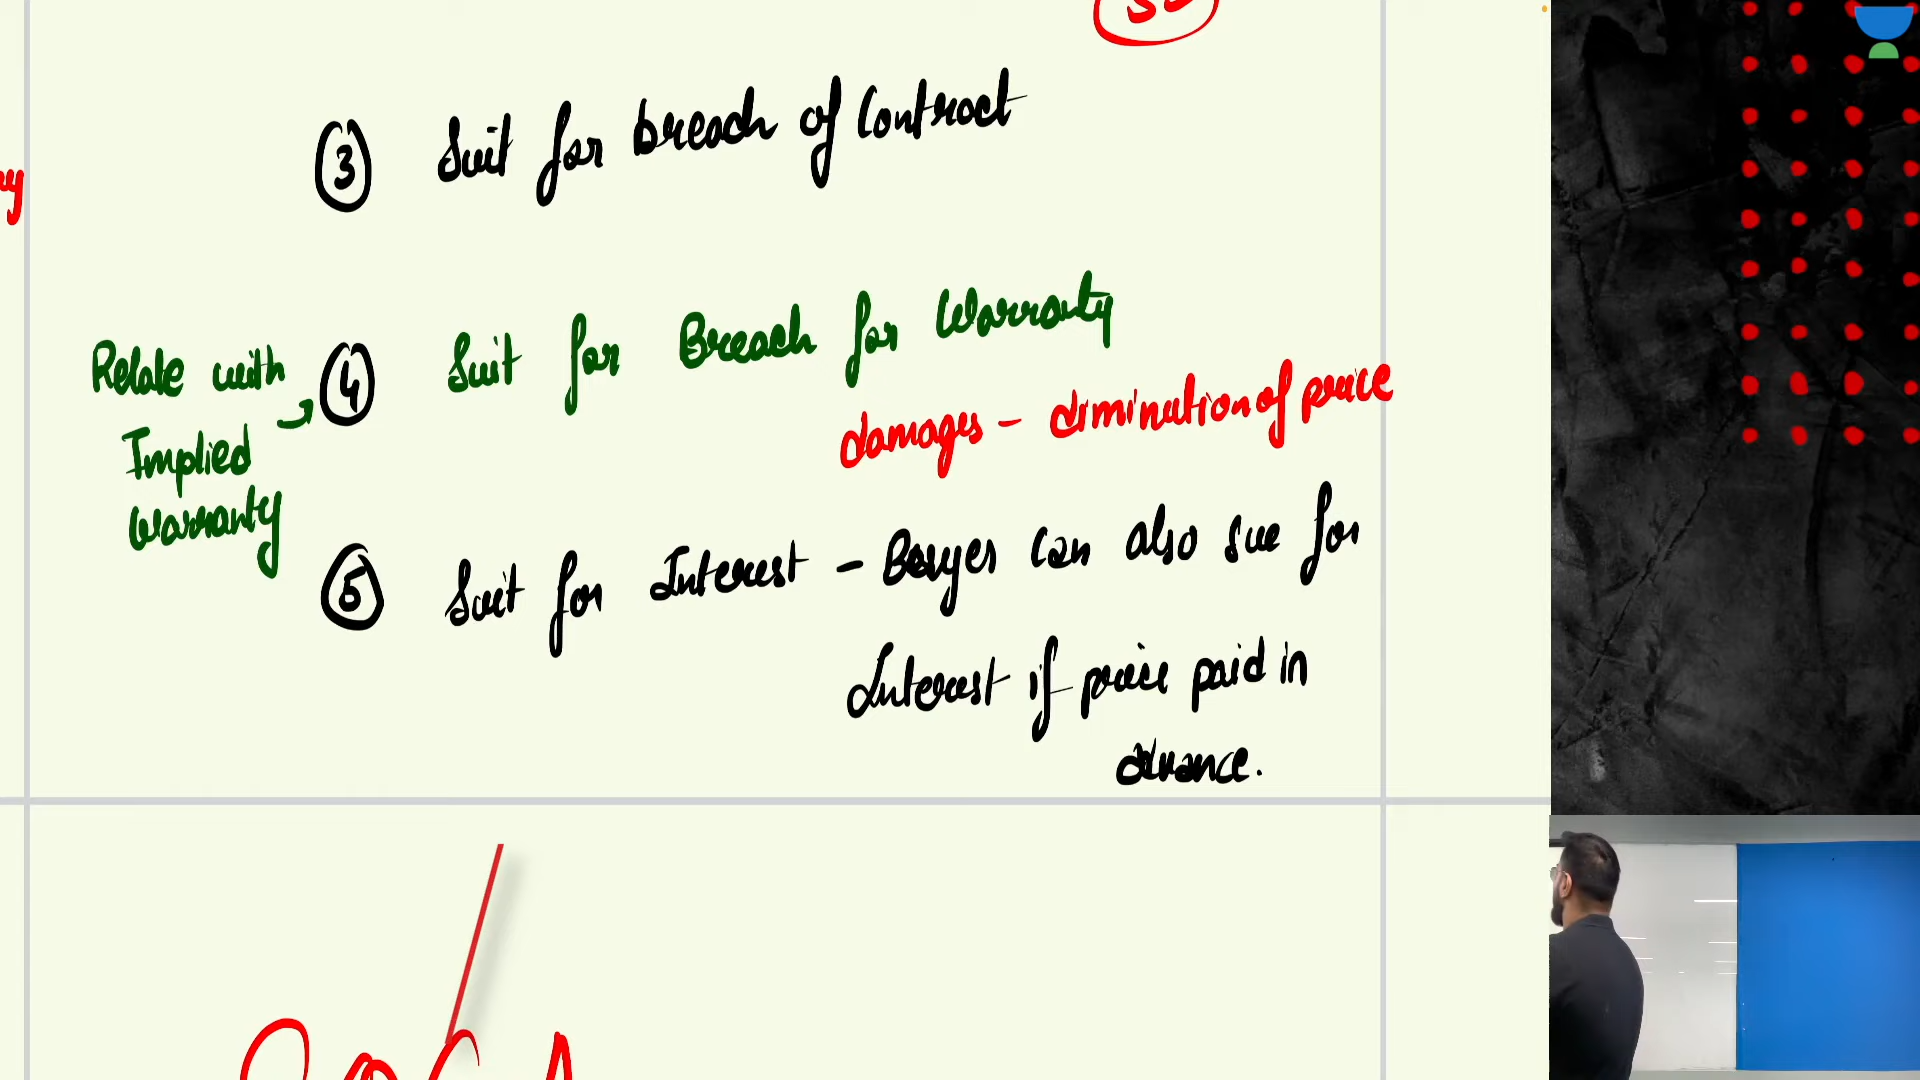 ③ Suit for breach of Contract
④ Suit for Breach for Warranty
Relate with
Implied
Warranty
damages - diminution of price
⑤ Suit for Interest - Buyer can also sue for
Interest if price paid in
advance.